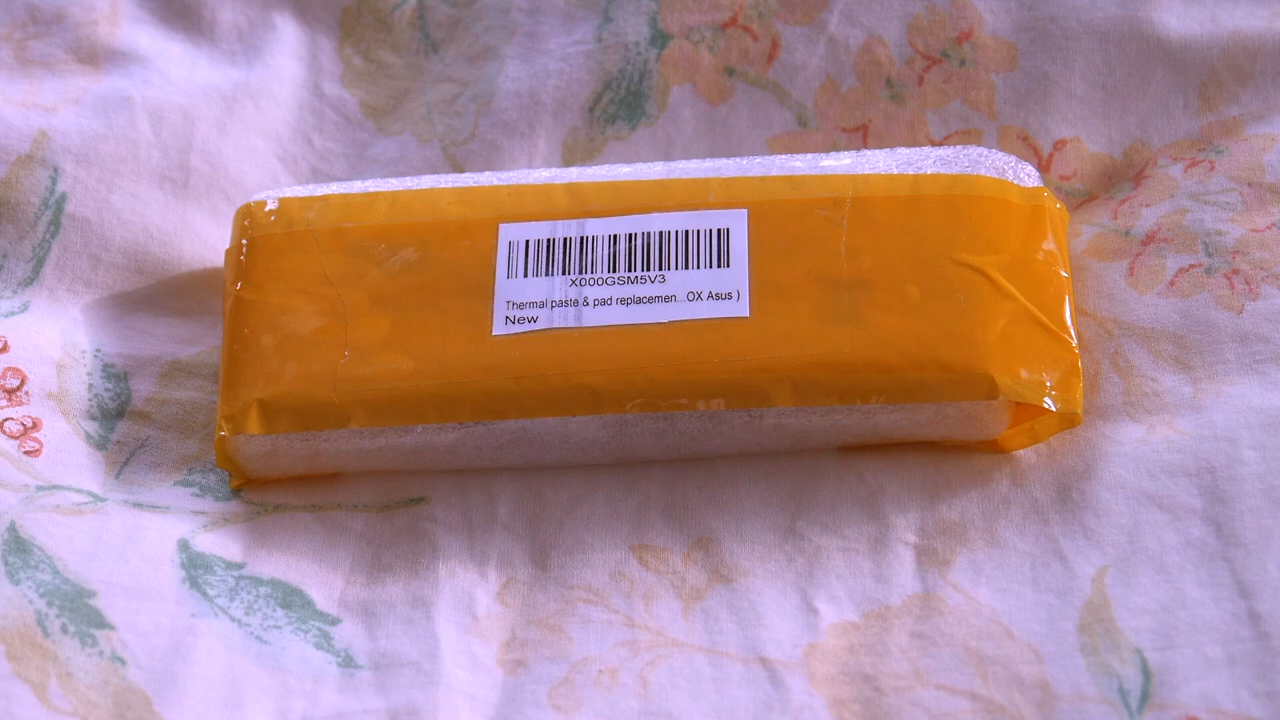 X000GSM5V3
Thermal paste & pad replacemen...OX Asus )
New